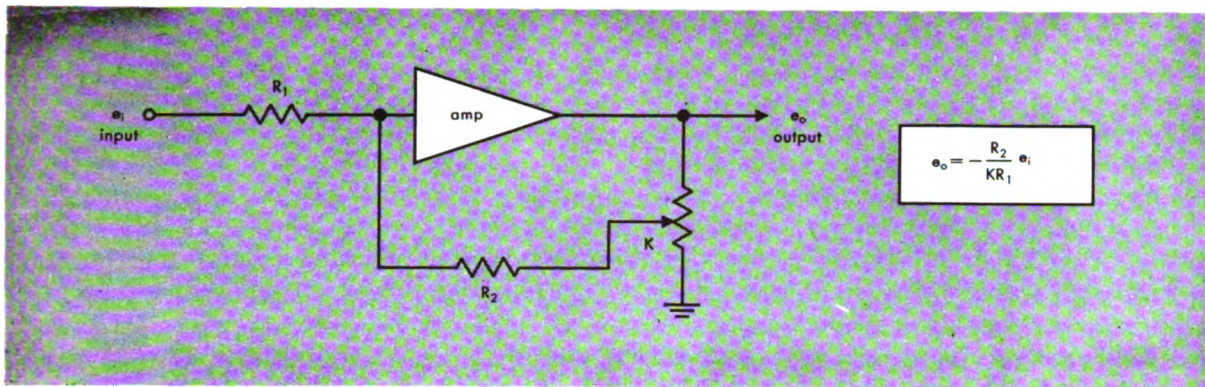 R₁
eᵢ
input
amp
eₒ
output
eₒ = − R₂/KR₁ eᵢ
K
R₂